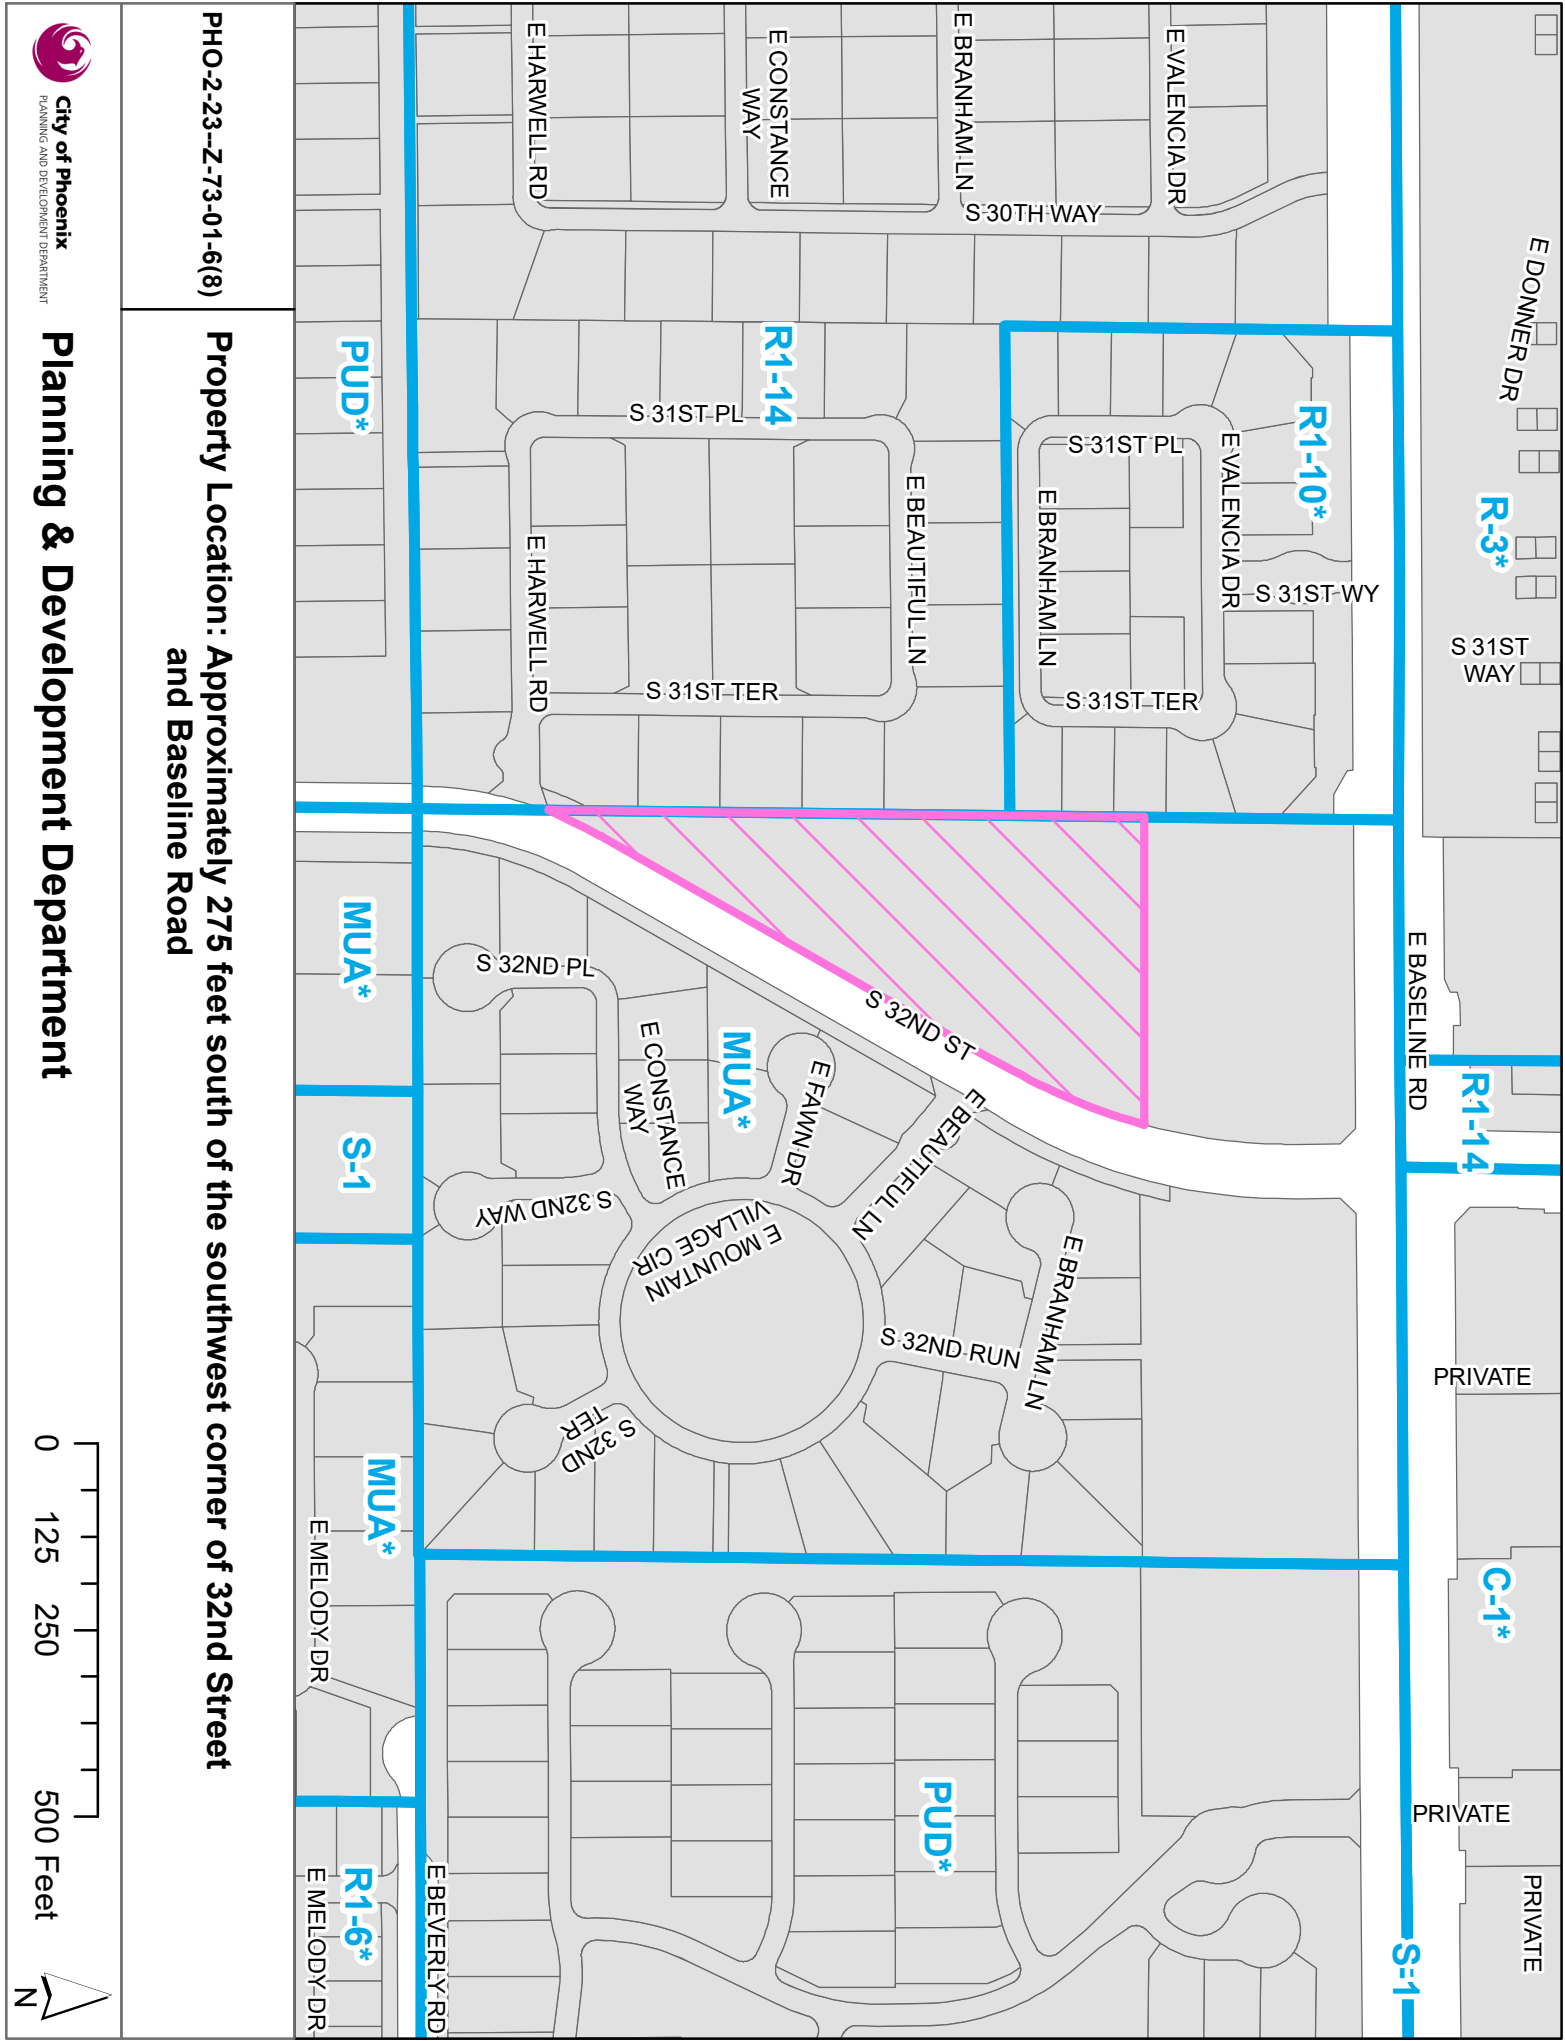 E DONNER DR
R-3*
S 31ST
WAY
E BASELINE RD
R1-14
PRIVATE
C-1*
PRIVATE
PRIVATE
S-1
E VALENCIA DR
E BRANHAM LN
E CONSTANCE
WAY
E HARWELL RD
S 30TH WAY
R1-10*
E VALENCIA DR
S 31ST PL
S 31ST WY
E BRANHAM LN
S 31ST TER
R1-14
S 31ST PL
E BEAUTIFUL LN
E HARWELL RD
S 31ST TER
S 32ND ST
S 32ND PL
E CONSTANCE
WAY
MUA*
E FAWN DR
E BEAUTIFUL LN
E BRANHAM LN
S 32ND WAY
E MOUNTAIN
VILLAGE CIR
S 32ND RUN
S 32ND
TER
PUD*
E BEVERLY RD
PUD*
MUA*
S-1
MUA*
E MELODY DR
R1-6*
E MELODY DR
PHO-2-23--Z-73-01-6(8)
Property Location: Approximately 275 feet south of the southwest corner of 32nd Street
and Baseline Road
City of Phoenix
PLANNING AND DEVELOPMENT DEPARTMENT
Planning & Development Department
0 125 250 500 Feet
N